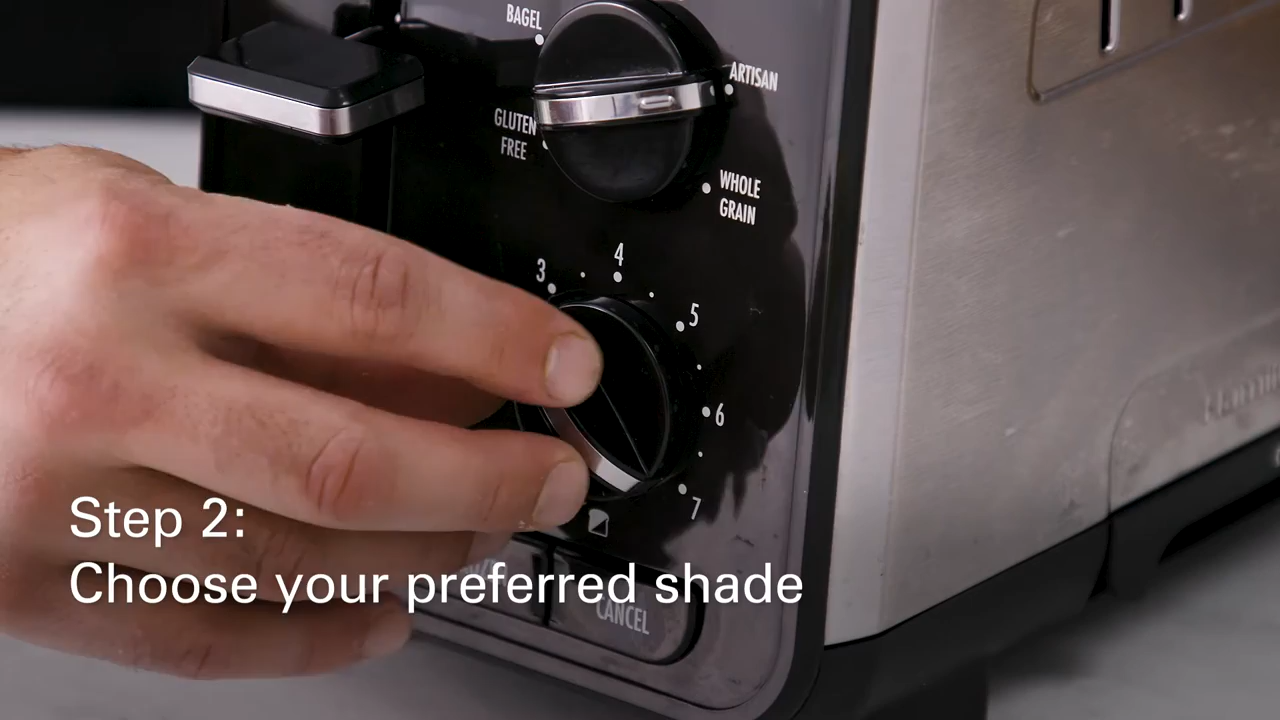 BAGEL
ARTISAN
GLUTEN
FREE
WHOLE
GRAIN
3
4
5
6
7
CANCEL
Step 2:
Choose your preferred shade